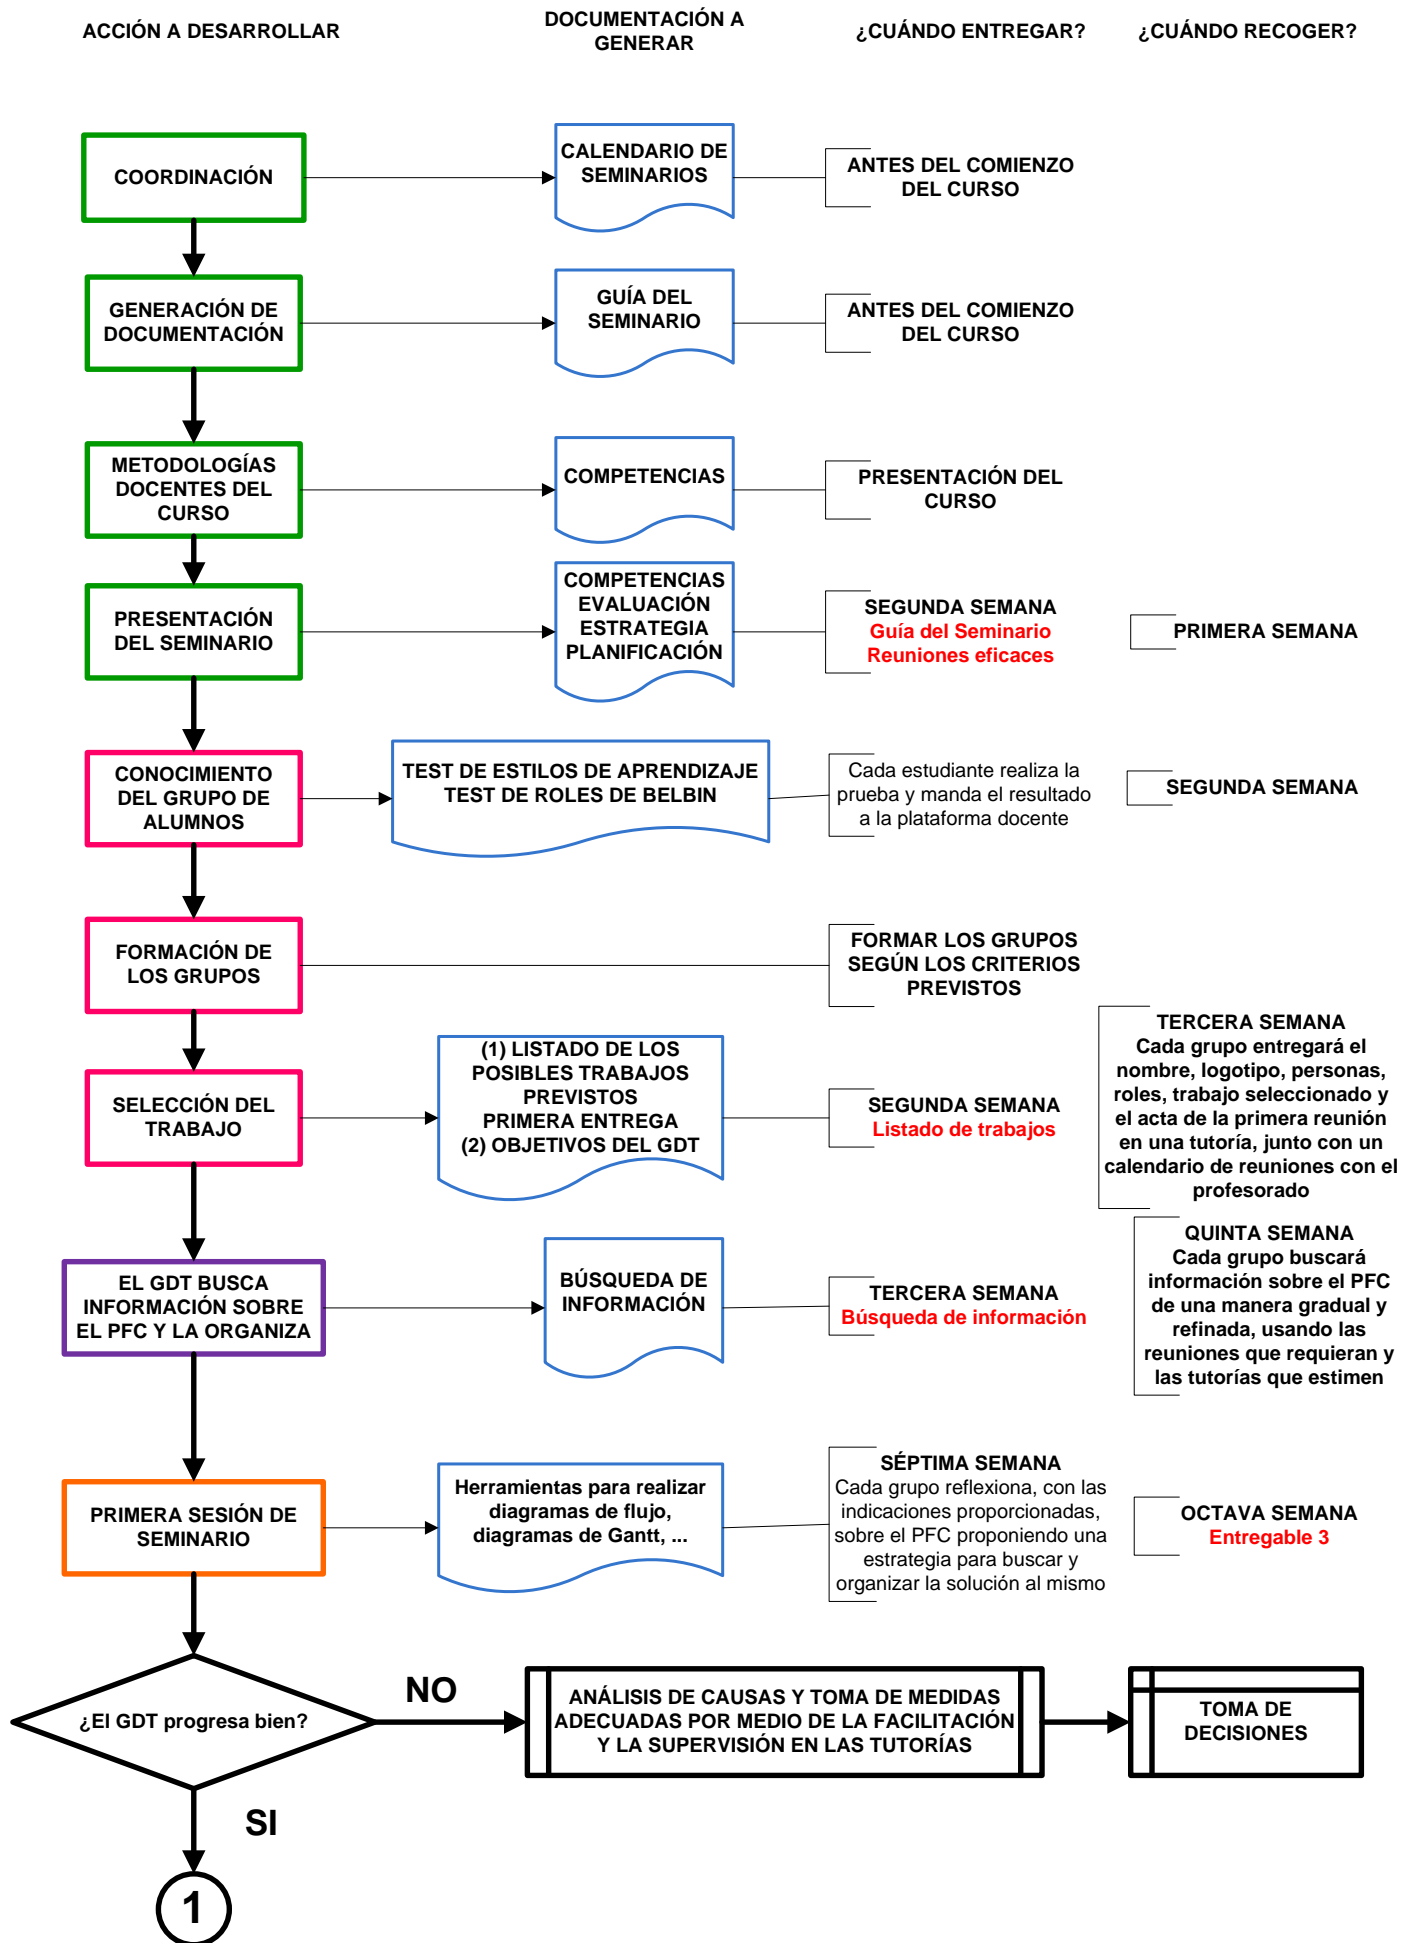 ACCIÓN A DESARROLLAR
DOCUMENTACIÓN A
GENERAR
¿CUÁNDO ENTREGAR?
¿CUÁNDO RECOGER?
COORDINACIÓN
CALENDARIO DE
SEMINARIOS
ANTES DEL COMIENZO
DEL CURSO
GENERACIÓN DE
DOCUMENTACIÓN
GUÍA DEL
SEMINARIO
ANTES DEL COMIENZO
DEL CURSO
METODOLOGÍAS
DOCENTES DEL
CURSO
COMPETENCIAS
PRESENTACIÓN DEL
CURSO
PRESENTACIÓN
DEL SEMINARIO
COMPETENCIAS
EVALUACIÓN
ESTRATEGIA
PLANIFICACIÓN
SEGUNDA SEMANA
Guía del Seminario
Reuniones eficaces
PRIMERA SEMANA
CONOCIMIENTO
DEL GRUPO DE
ALUMNOS
TEST DE ESTILOS DE APRENDIZAJE
TEST DE ROLES DE BELBIN
Cada estudiante realiza la
prueba y manda el resultado
a la plataforma docente
SEGUNDA SEMANA
FORMACIÓN DE
LOS GRUPOS
FORMAR LOS GRUPOS
SEGÚN LOS CRITERIOS
PREVISTOS
SELECCIÓN DEL
TRABAJO
(1) LISTADO DE LOS
POSIBLES TRABAJOS
PREVISTOS
PRIMERA ENTREGA
(2) OBJETIVOS DEL GDT
SEGUNDA SEMANA
Listado de trabajos
TERCERA SEMANA
Cada grupo entregará el
nombre, logotipo, personas,
roles, trabajo seleccionado y
el acta de la primera reunión
en una tutoría, junto con un
calendario de reuniones con el
profesorado
EL GDT BUSCA
INFORMACIÓN SOBRE
EL PFC Y LA ORGANIZA
BÚSQUEDA DE
INFORMACIÓN
TERCERA SEMANA
Búsqueda de información
QUINTA SEMANA
Cada grupo buscará
información sobre el PFC
de una manera gradual y
refinada, usando las
reuniones que requieran y
las tutorías que estimen
PRIMERA SESIÓN DE
SEMINARIO
Herramientas para realizar
diagramas de flujo,
diagramas de Gantt, ...
SÉPTIMA SEMANA
Cada grupo reflexiona, con las
indicaciones proporcionadas,
sobre el PFC proponiendo una
estrategia para buscar y
organizar la solución al mismo
OCTAVA SEMANA
Entregable 3
¿El GDT progresa bien?
NO
ANÁLISIS DE CAUSAS Y TOMA DE MEDIDAS
ADECUADAS POR MEDIO DE LA FACILITACIÓN
Y LA SUPERVISIÓN EN LAS TUTORÍAS
TOMA DE
DECISIONES
SI
1